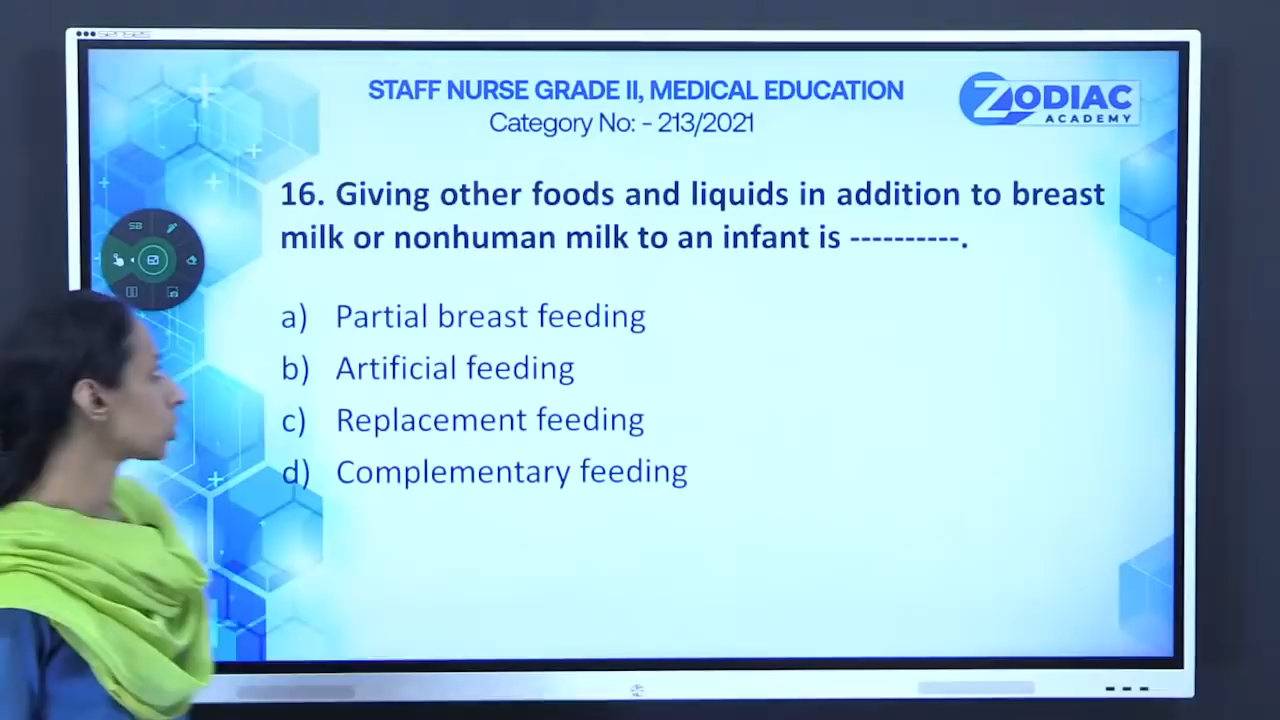 senses
STAFF NURSE GRADE II, MEDICAL EDUCATION
Category No: - 213/2021
ZODIAC
ACADEMY
16. Giving other foods and liquids in addition to breast
milk or nonhuman milk to an infant is ----------.
a) Partial breast feeding
b) Artificial feeding
c) Replacement feeding
d) Complementary feeding
SB